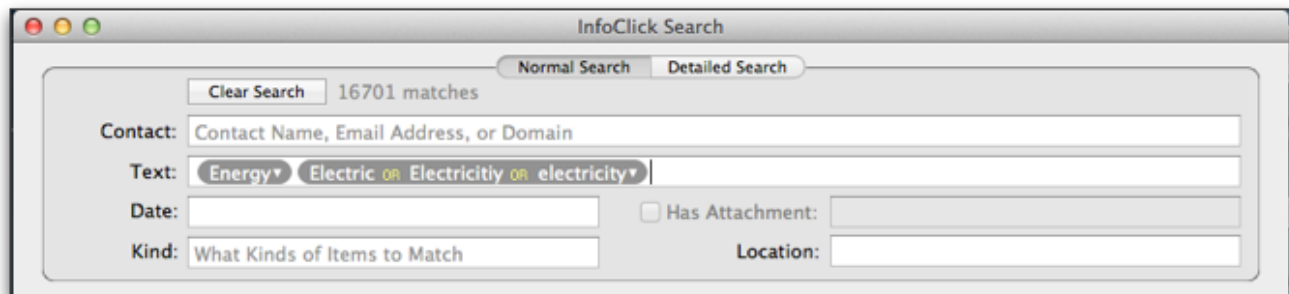 InfoClick Search
Normal Search Detailed Search
Clear Search 16701 matches
Contact: Contact Name, Email Address, or Domain
Text: Energy Electric OR Electricitiy OR electricity
Date: Has Attachment:
Kind: What Kinds of Items to Match Location: